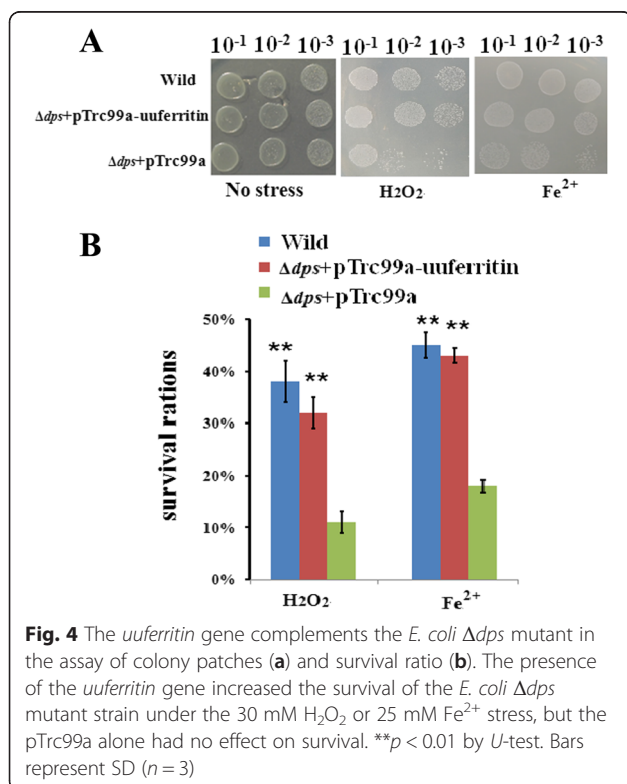 A
10⁻¹ 10⁻² 10⁻³ 10⁻¹ 10⁻² 10⁻³ 10⁻¹ 10⁻² 10⁻³
Wild
Δdps+pTrc99a-uuferritin
Δdps+pTrc99a
No stress H2O2 Fe²⁺
B
Wild
Δdps+pTrc99a-uuferritin
Δdps+pTrc99a
survival rations
50%
40%
30%
20%
10%
0%
** ** ** **
H2O2 Fe²⁺
Fig. 4 The uuferritin gene complements the E. coli Δdps mutant in
the assay of colony patches (a) and survival ratio (b). The presence
of the uuferritin gene increased the survival of the E. coli Δdps
mutant strain under the 30 mM H₂O₂ or 25 mM Fe²⁺ stress, but the
pTrc99a alone had no effect on survival. **p < 0.01 by U-test. Bars
represent SD (n = 3)